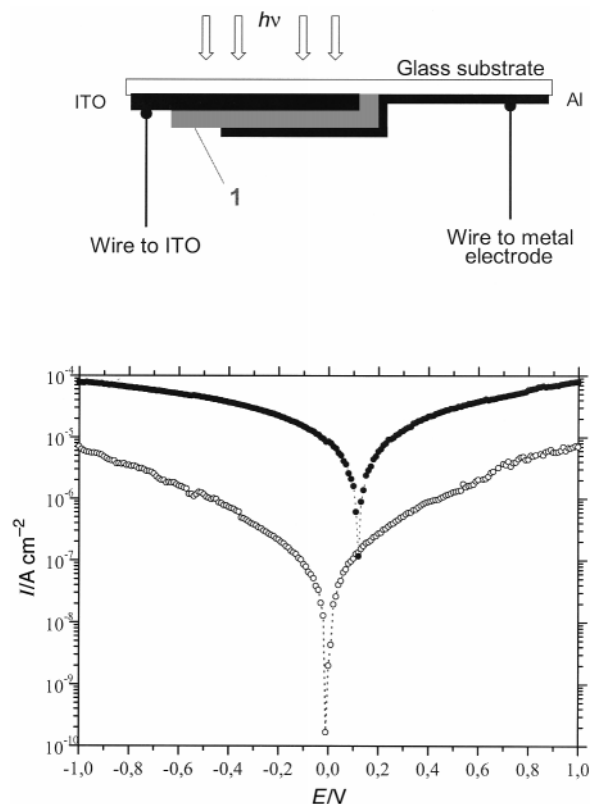 hν
Glass substrate
ITO
Al
1
Wire to ITO
Wire to metal
electrode
10⁻⁴
10⁻⁵
10⁻⁶
10⁻⁷
10⁻⁸
10⁻⁹
10⁻¹⁰
I/A cm⁻²
-1,0 -0,8 -0,6 -0,4 -0,2 0,0 0,2 0,4 0,6 0,8 1,0
E/V